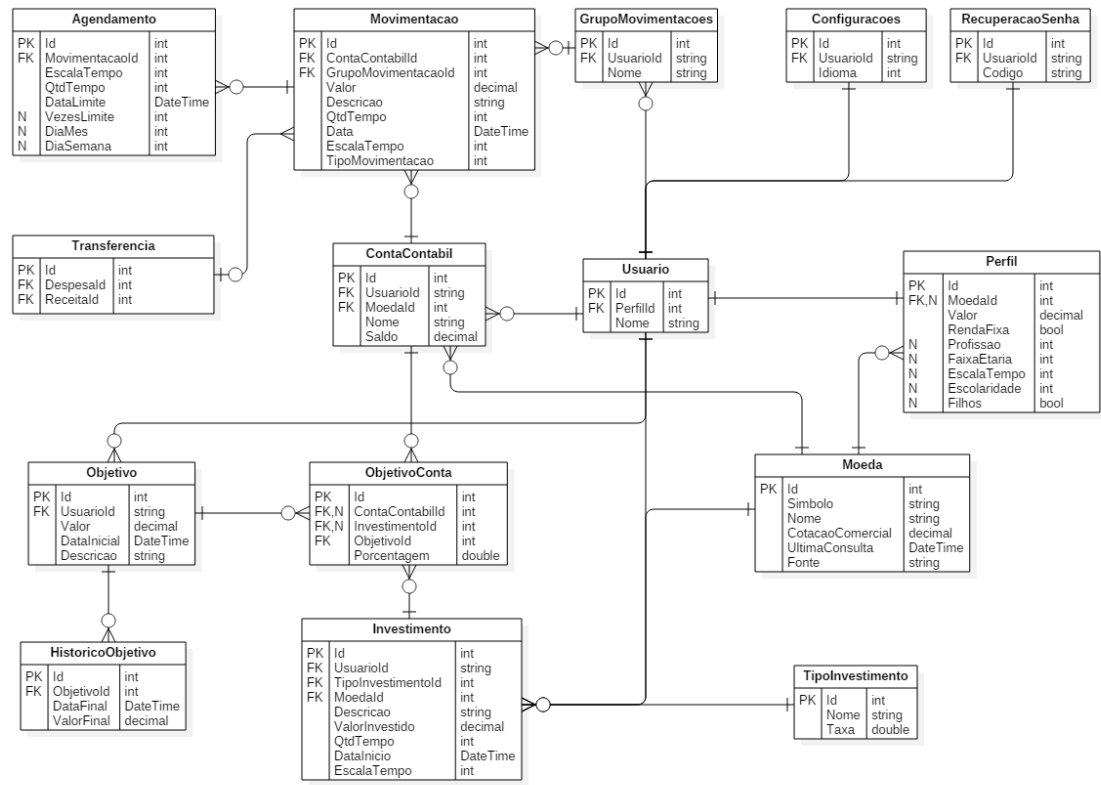 Agendamento
PK Id int
FK MovimentacaoId int
EscalaTempo int
QtdTempo int
DataLimite DateTime
N VezesLimite int
N DiaMes int
N DiaSemana int
Movimentacao
PK Id int
FK ContaContabilId int
FK GrupoMovimentacaoId int
Valor decimal
Descricao string
QtdTempo int
Data DateTime
EscalaTempo int
TipoMovimentacao int
GrupoMovimentacoes
PK Id int
FK UsuarioId string
Nome string
Configuracoes
PK Id int
FK UsuarioId string
Idioma int
RecuperacaoSenha
PK Id int
FK UsuarioId string
Codigo string
Transferencia
PK Id int
FK DespesaId int
FK ReceitaId int
ContaContabil
PK Id int
FK UsuarioId string
FK MoedaId int
Nome string
Saldo decimal
Usuario
PK Id int
FK PerfilId int
Nome string
Perfil
PK Id int
FK,N MoedaId int
Valor decimal
RendaFixa bool
N Profissao int
N FaixaEtaria int
N EscalaTempo int
N Escolaridade int
N Filhos bool
Objetivo
PK Id int
FK UsuarioId string
Valor decimal
DataInicial DateTime
Descricao string
ObjetivoConta
PK Id int
FK,N ContaContabilId int
FK,N InvestimentoId int
FK ObjetivoId int
Porcentagem double
Moeda
PK Id int
Simbolo string
Nome string
CotacaoComercial decimal
UltimaConsulta DateTime
Fonte string
HistoricoObjetivo
PK Id int
FK ObjetivoId int
DataFinal DateTime
ValorFinal decimal
Investimento
PK Id int
FK UsuarioId string
FK TipoInvestimentoId int
FK MoedaId int
Descricao string
ValorInvestido decimal
QtdTempo int
DataInicio DateTime
EscalaTempo int
TipoInvestimento
PK Id int
Nome string
Taxa double